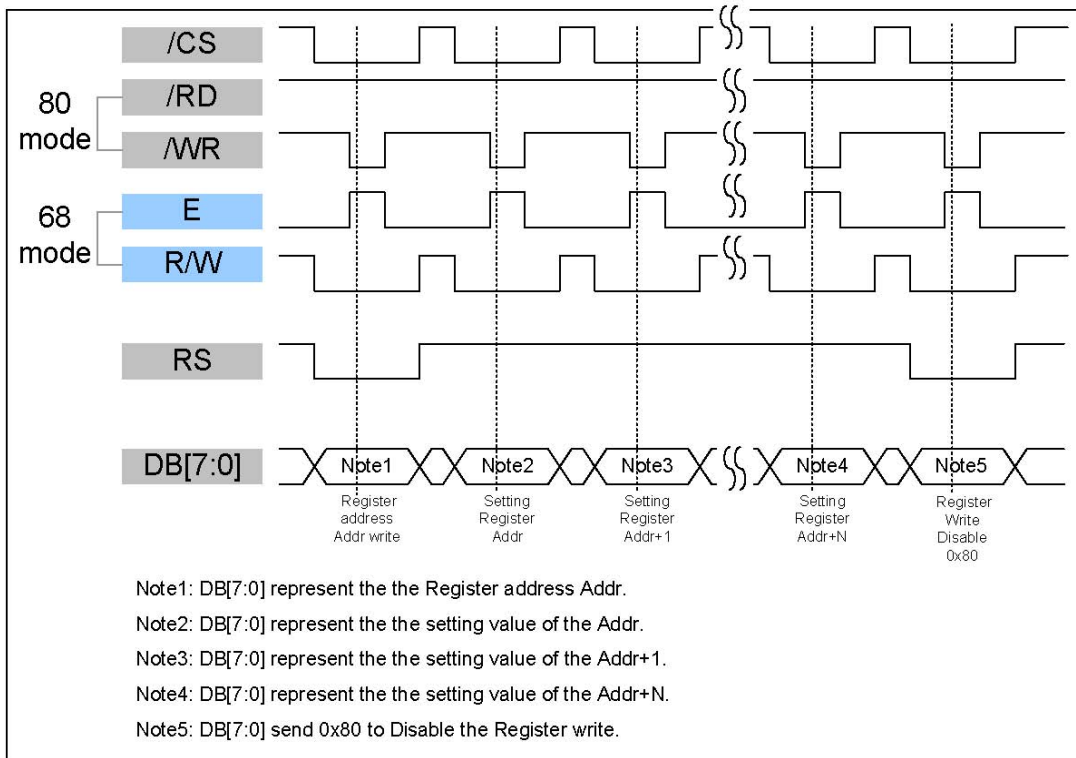 /CS
80
mode
/RD
/WR
68
mode
E
R/W
RS
DB[7:0]
Note1
Note2
Note3
Note4
Note5
Register
address
Addr write
Setting
Register
Addr
Setting
Register
Addr+1
Setting
Register
Addr+N
Register
Write
Disable
0x80
Note1: DB[7:0] represent the the Register address Addr.
Note2: DB[7:0] represent the the setting value of the Addr.
Note3: DB[7:0] represent the the setting value of the Addr+1.
Note4: DB[7:0] represent the the setting value of the Addr+N.
Note5: DB[7:0] send 0x80 to Disable the Register write.